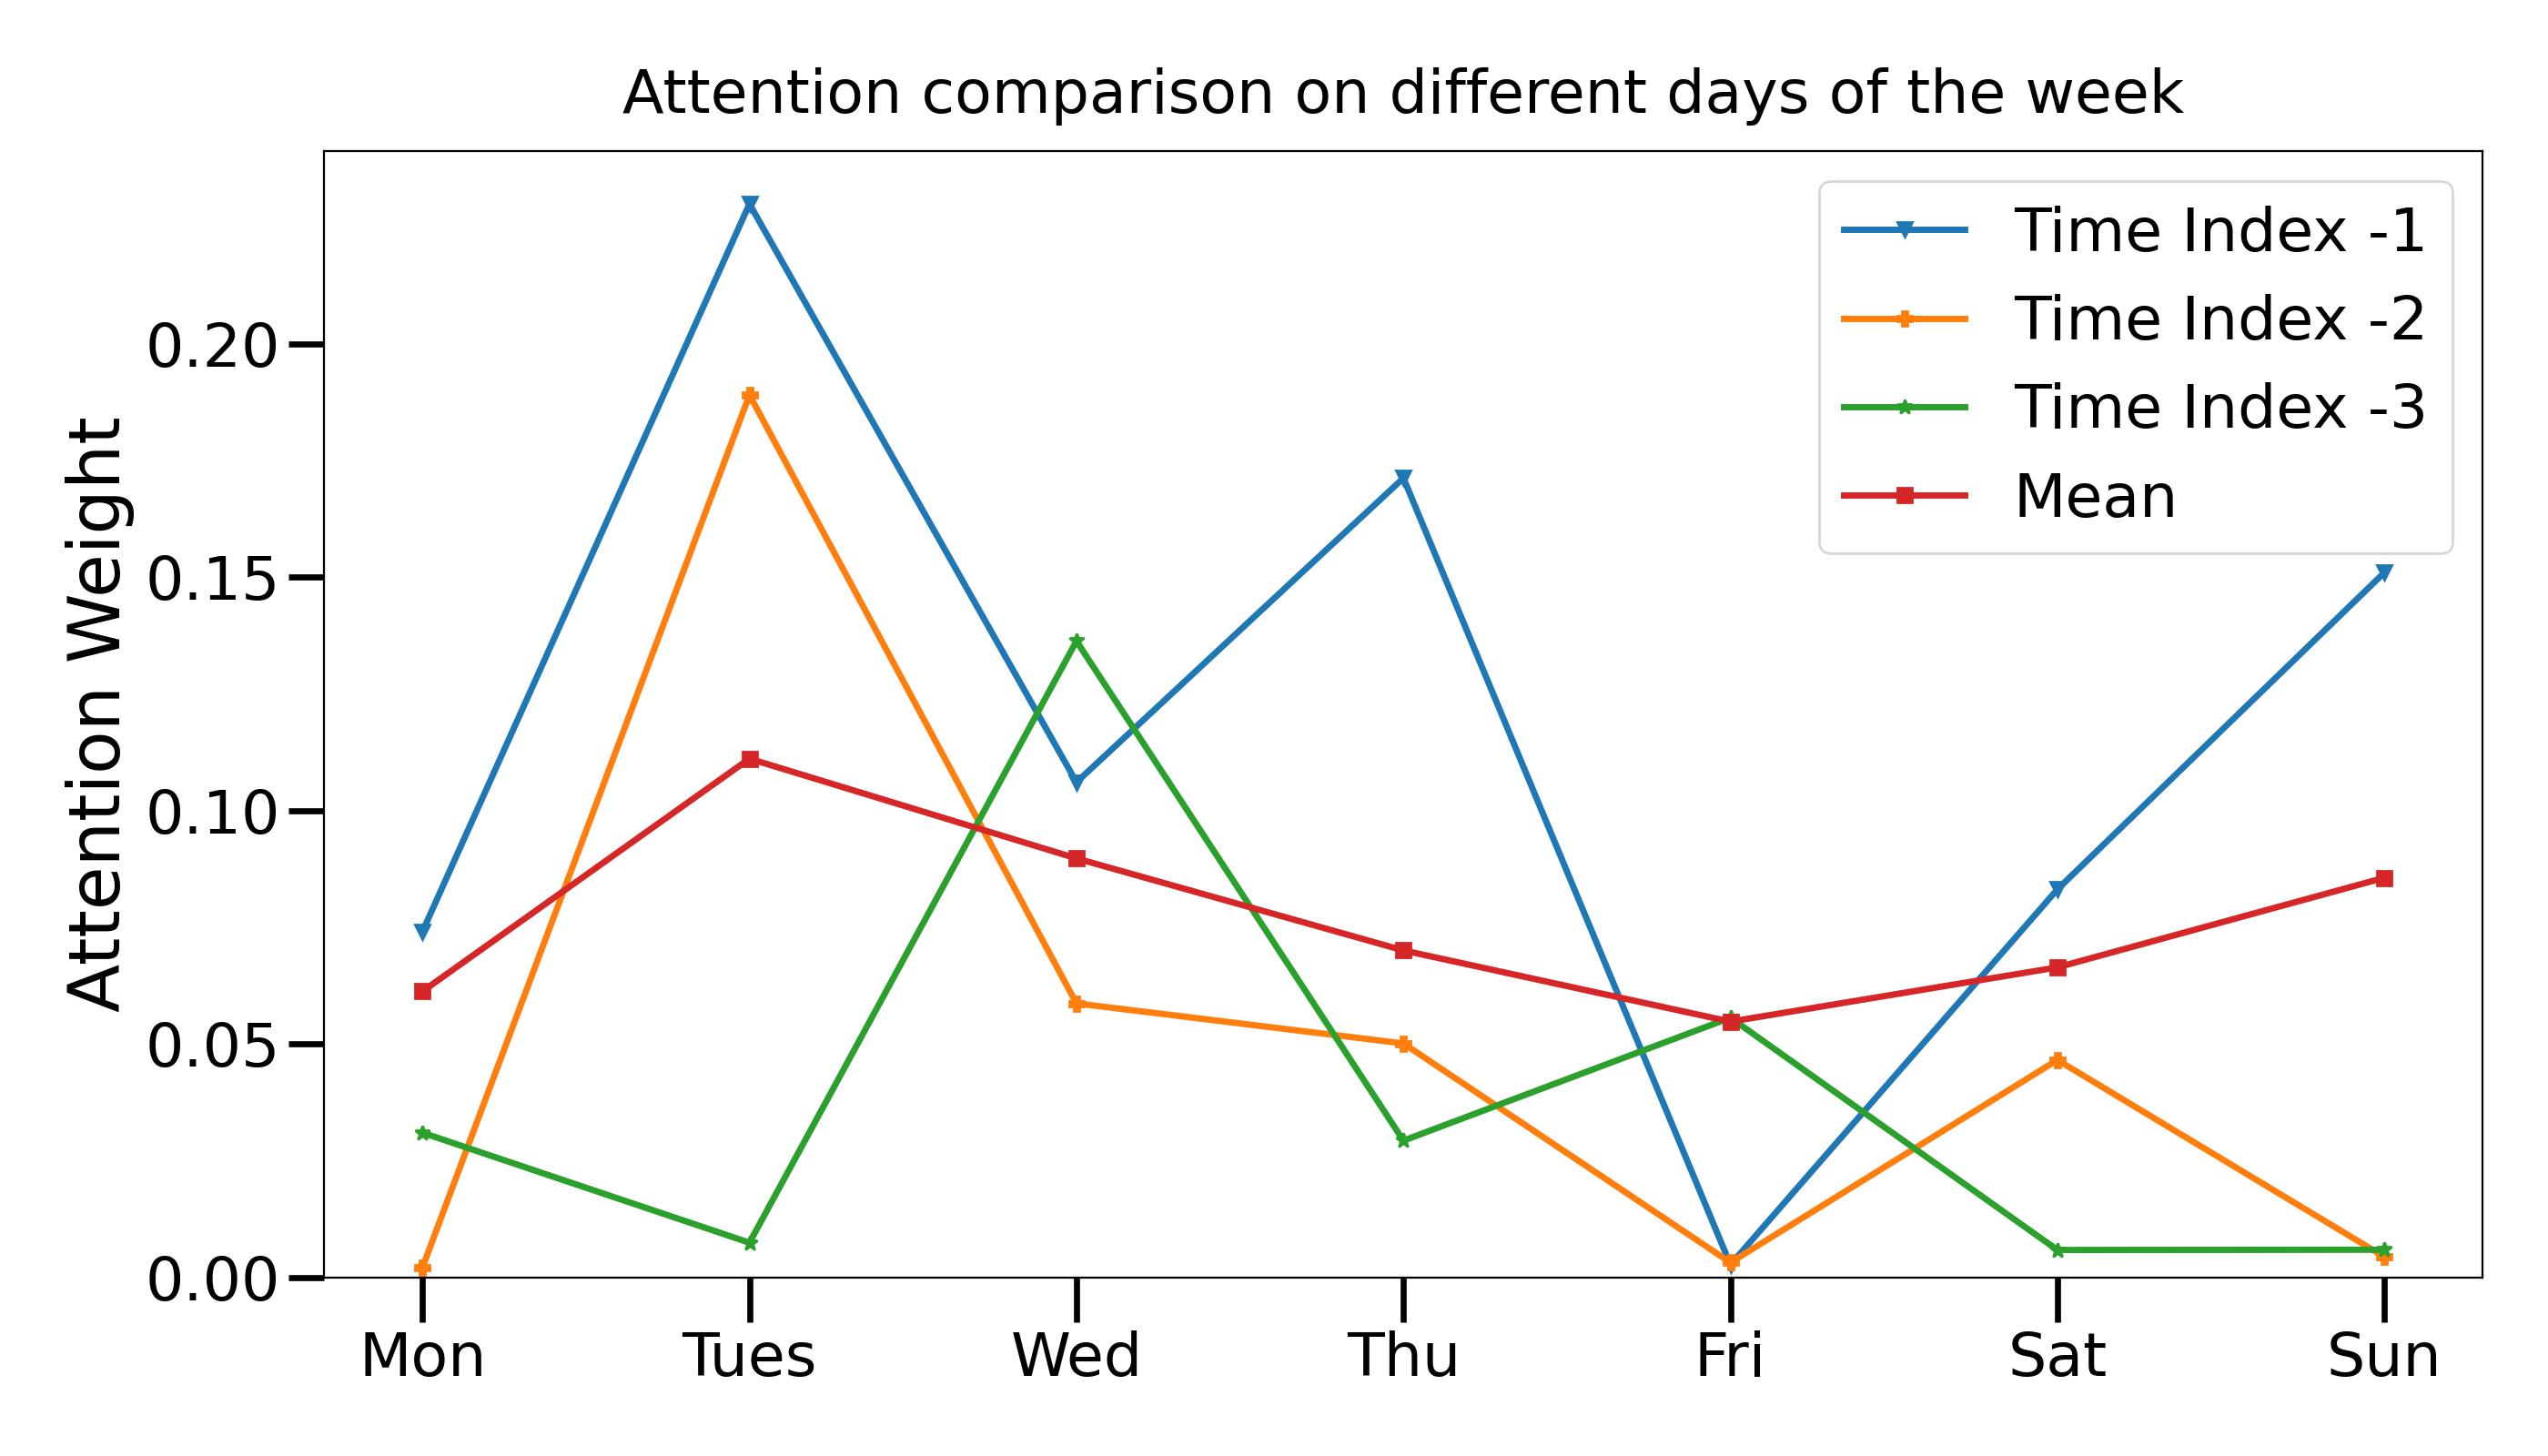 Attention comparison on different days of the week
Attention Weight
0.20
0.15
0.10
0.05
0.00
Mon Tues Wed Thu Fri Sat Sun
Time Index -1
Time Index -2
Time Index -3
Mean